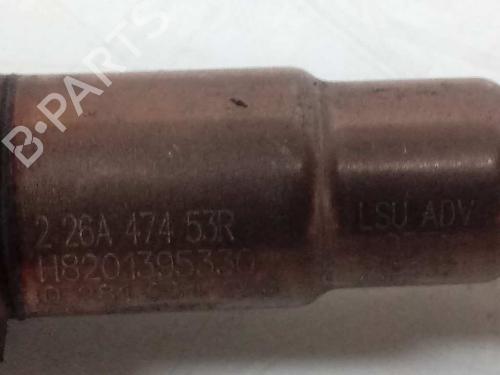 B-PARTS
2 26A 474 53R
LSU ADV
H8201395330